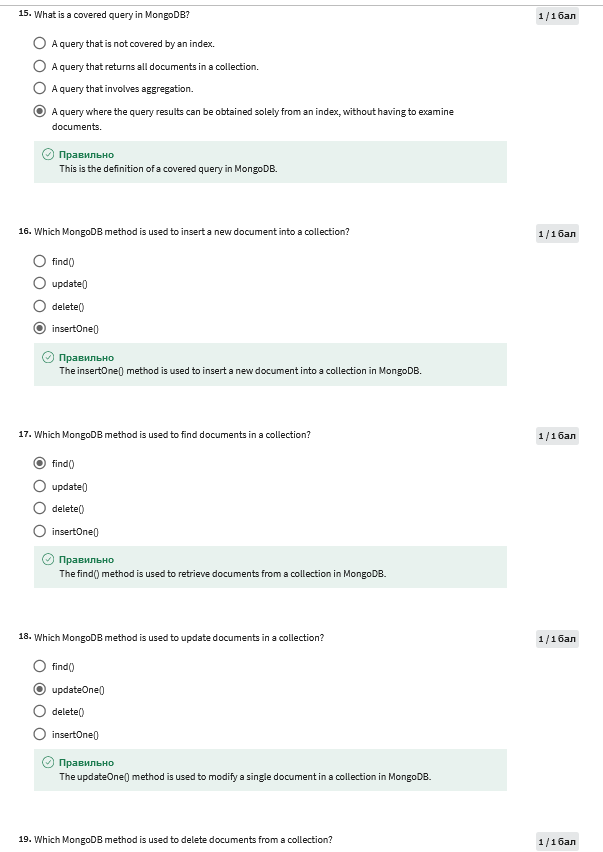 15. What is a covered query in MongoDB?
1 / 1 бал
A query that is not covered by an index.
A query that returns all documents in a collection.
A query that involves aggregation.
A query where the query results can be obtained solely from an index, without having to examine
documents.
Правильно
This is the definition of a covered query in MongoDB.
16. Which MongoDB method is used to insert a new document into a collection?
1 / 1 бал
find()
update()
delete()
insertOne()
Правильно
The insertOne() method is used to insert a new document into a collection in MongoDB.
17. Which MongoDB method is used to find documents in a collection?
1 / 1 бал
find()
update()
delete()
insertOne()
Правильно
The find() method is used to retrieve documents from a collection in MongoDB.
18. Which MongoDB method is used to update documents in a collection?
1 / 1 бал
find()
updateOne()
delete()
insertOne()
Правильно
The updateOne() method is used to modify a single document in a collection in MongoDB.
19. Which MongoDB method is used to delete documents from a collection?
1 / 1 бал